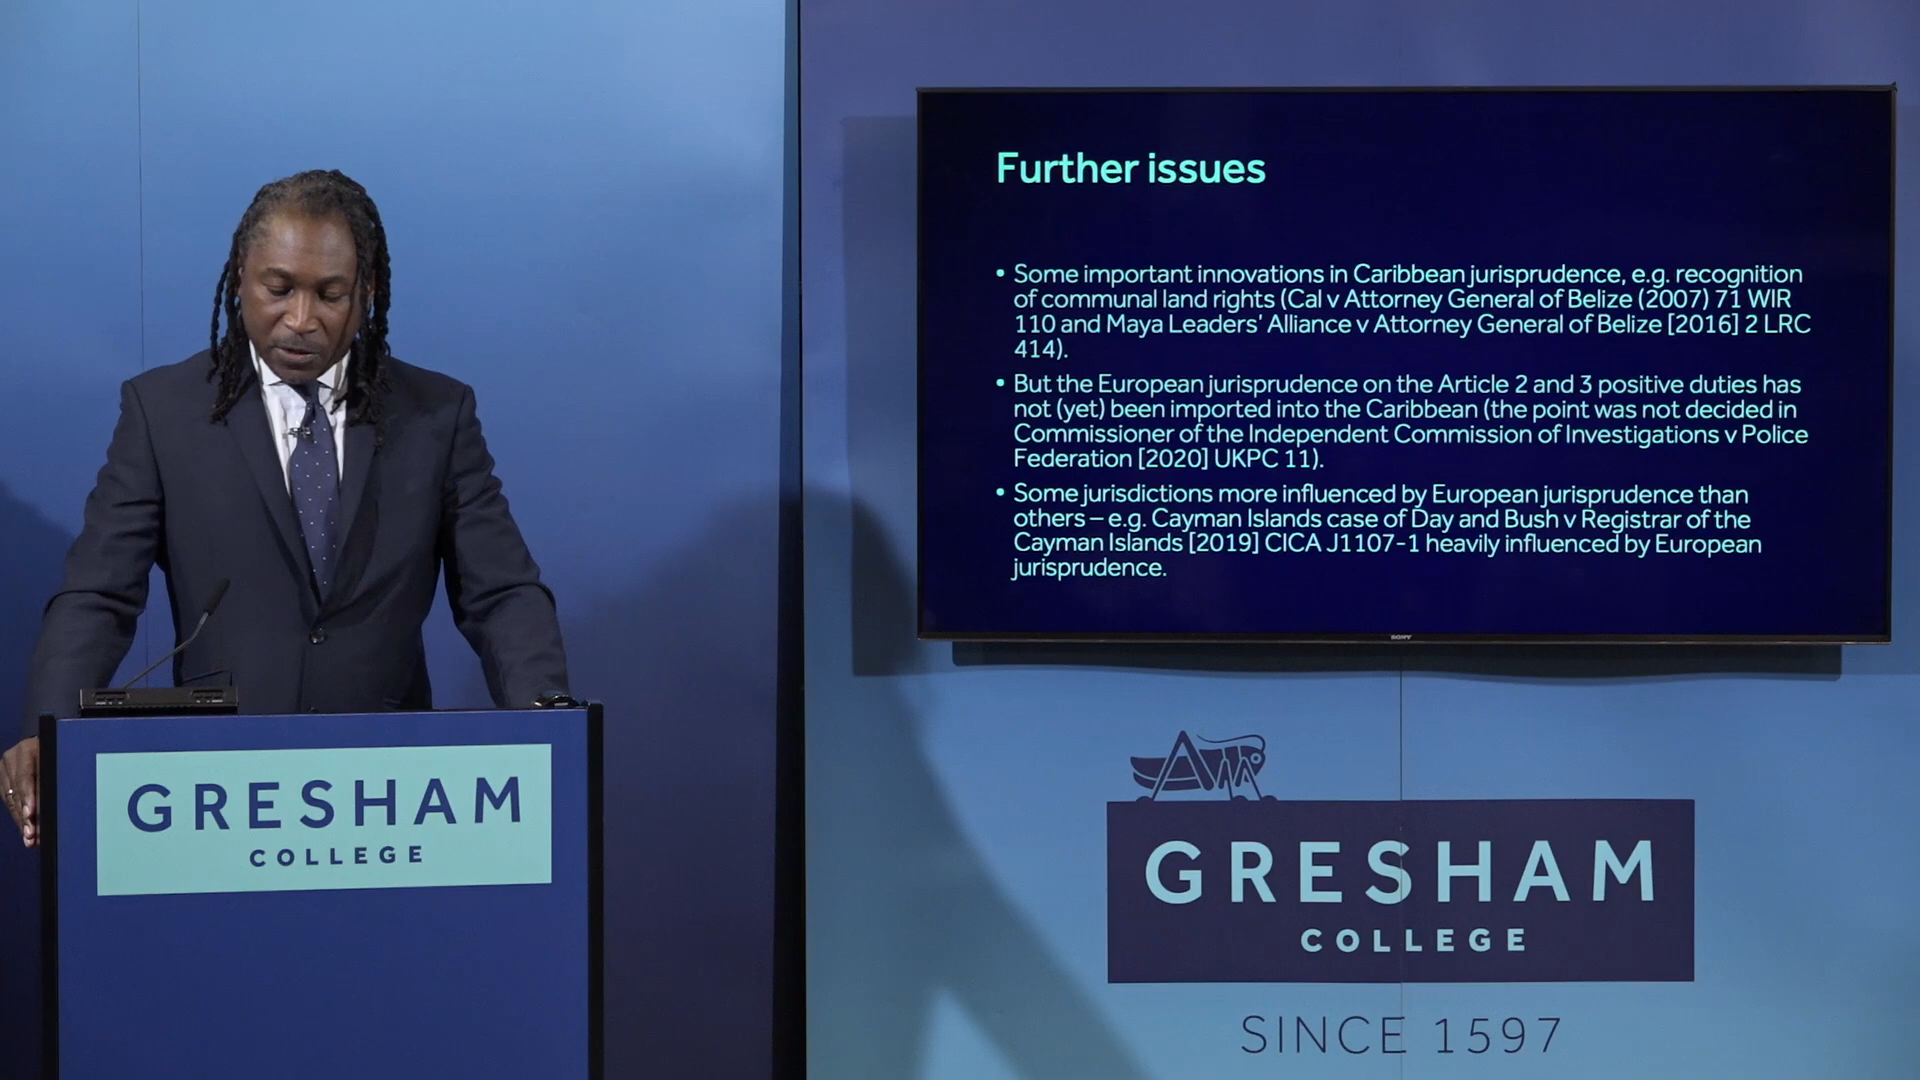 Further issues
• Some important innovations in Caribbean jurisprudence, e.g. recognition
of communal land rights (Cal v Attorney General of Belize (2007) 71 WIR
110 and Maya Leaders' Alliance v Attorney General of Belize [2016] 2 LRC
414).
• But the European jurisprudence on the Article 2 and 3 positive duties has
not (yet) been imported into the Caribbean (the point was not decided in
Commissioner of the Independent Commission of Investigations v Police
Federation [2020] UKPC 11).
• Some jurisdictions more influenced by European jurisprudence than
others – e.g. Cayman Islands case of Day and Bush v Registrar of the
Cayman Islands [2019] CICA J1107-1 heavily influenced by European
jurisprudence.
SONY
GRESHAM
COLLEGE
GRESHAM
COLLEGE
SINCE 1597